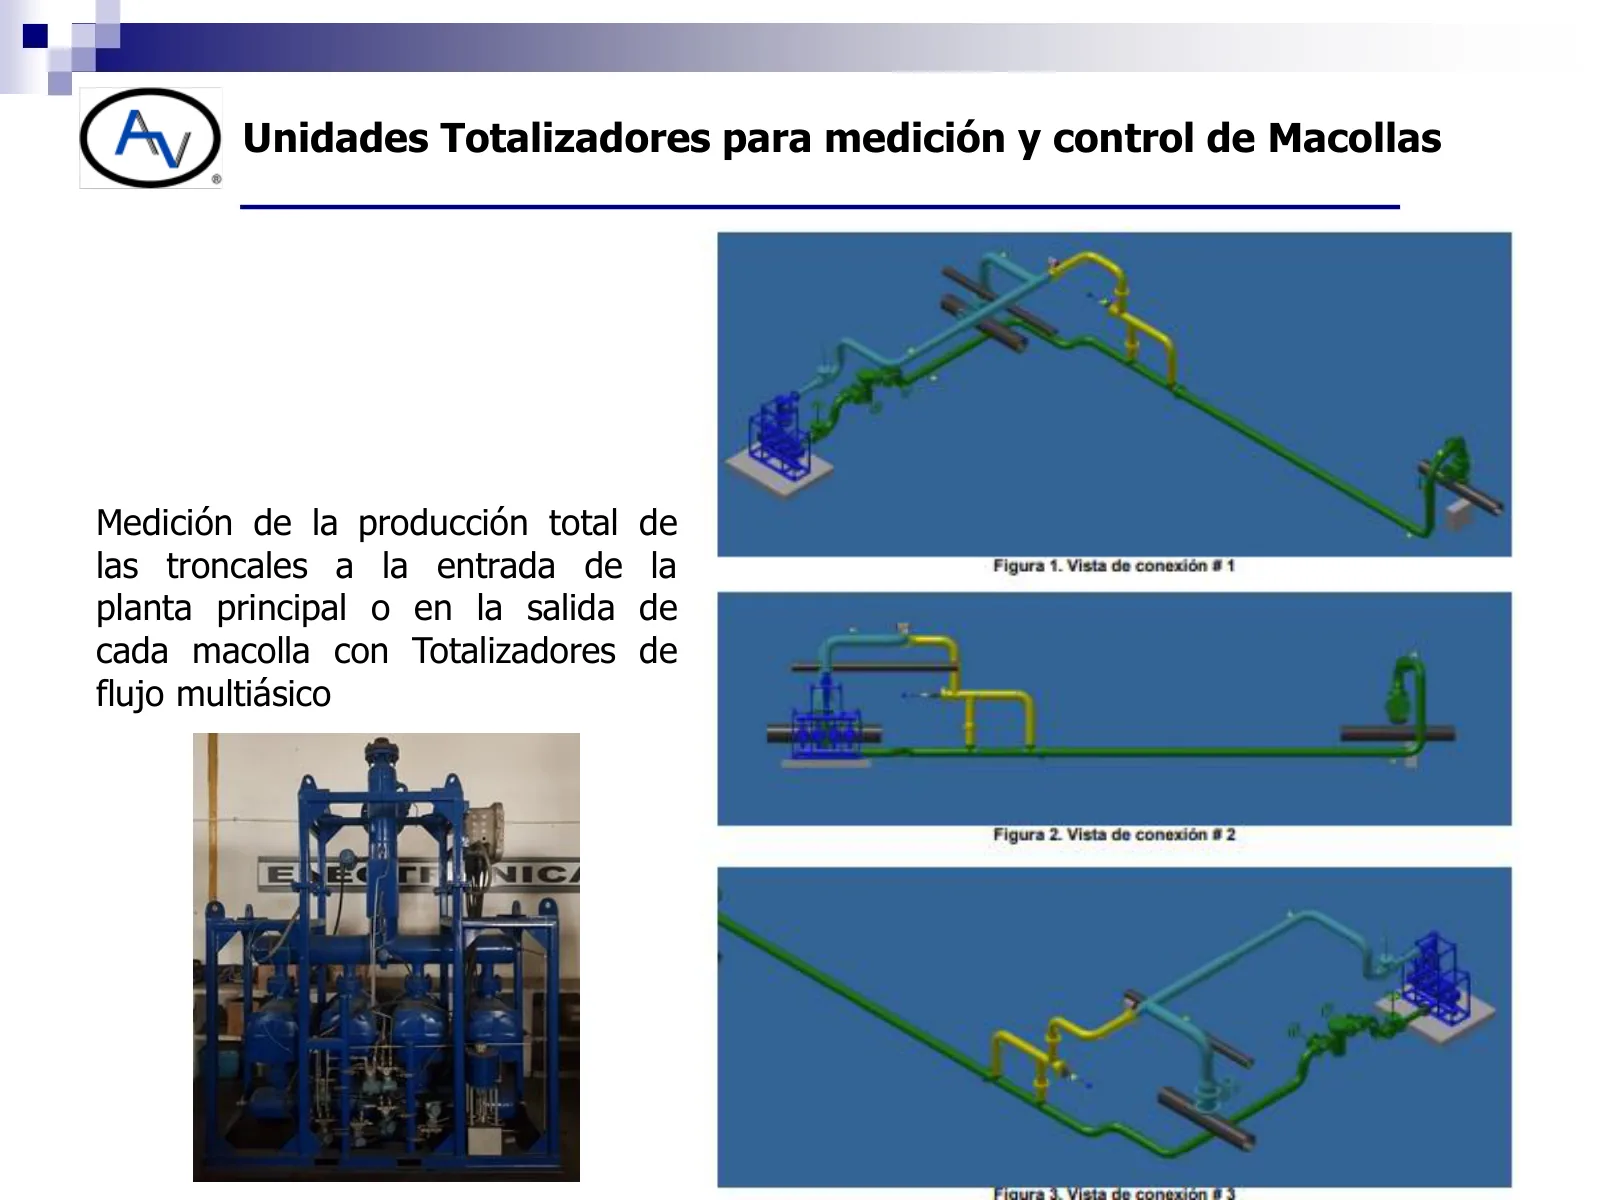 AV
®
Unidades Totalizadores para medición y control de Macollas
Medición de la producción total de
las troncales a la entrada de la
planta principal o en la salida de
cada macolla con Totalizadores de
flujo multiásico
Figura 1. Vista de conexión # 1
Figura 2. Vista de conexión # 2
Figura 3. Vista de conexión # 3